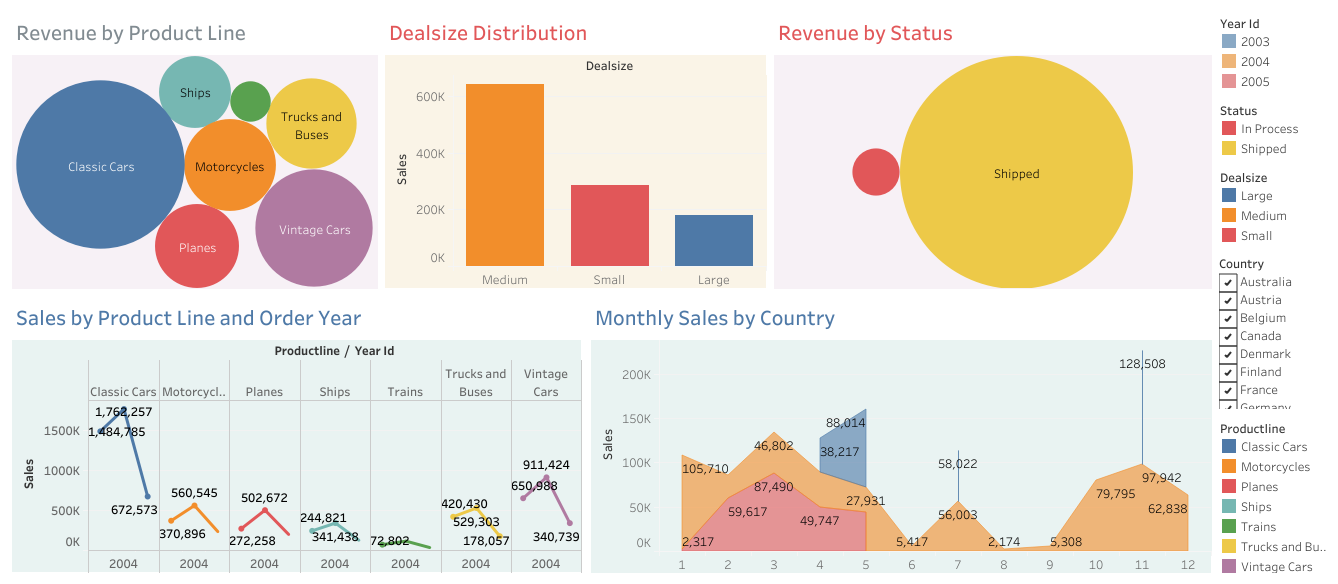 Revenue by Product Line
Classic Cars
Ships
Motorcycles
Trucks and
Buses
Planes
Vintage Cars
Dealsize Distribution
Dealsize
Sales
600K
400K
200K
0K
Medium
Small
Large
Revenue by Status
Shipped
Sales by Product Line and Order Year
Productline / Year Id
Classic Cars
Motorcycl..
Planes
Ships
Trains
Trucks and
Buses
Vintage
Cars
Sales
1500K
1000K
500K
0K
1,762,257
1,484,785
672,573
560,545
370,896
502,672
272,258
244,821
341,438
72,802
420,430
529,303
178,057
911,424
650,988
340,739
2004
2004
2004
2004
2004
2004
2004
Monthly Sales by Country
Sales
200K
150K
100K
50K
0K
105,710
2,317
59,617
46,802
87,490
88,014
38,217
49,747
27,931
5,417
58,022
56,003
2,174
5,308
79,795
128,508
97,942
62,838
1
2
3
4
5
6
7
8
9
10
11
12
Year Id
2003
2004
2005
Status
In Process
Shipped
Dealsize
Large
Medium
Small
Country
Australia
Austria
Belgium
Canada
Denmark
Finland
France
Germany
Productline
Classic Cars
Motorcycles
Planes
Ships
Trains
Trucks and Bu..
Vintage Cars